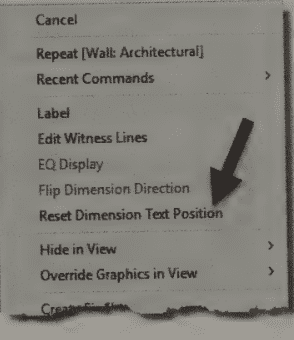 Cancel
Repeat [Wall: Architectural]
Recent Commands
Label
Edit Witness Lines
EQ Display
Flip Dimension Direction
Reset Dimension Text Position
Hide in View
Override Graphics in View